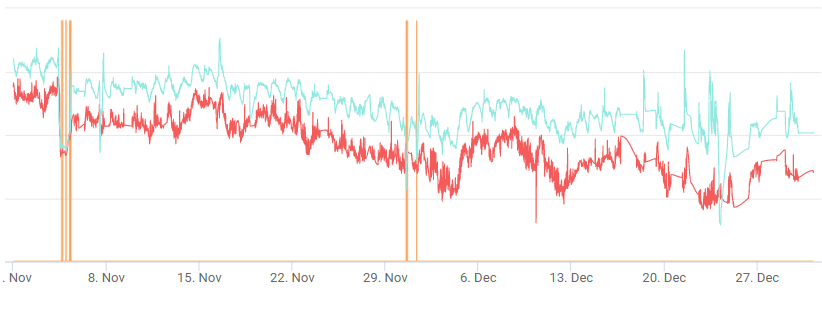 . Nov 8. Nov 15. Nov 22. Nov 29. Nov 6. Dec 13. Dec 20. Dec 27. Dec